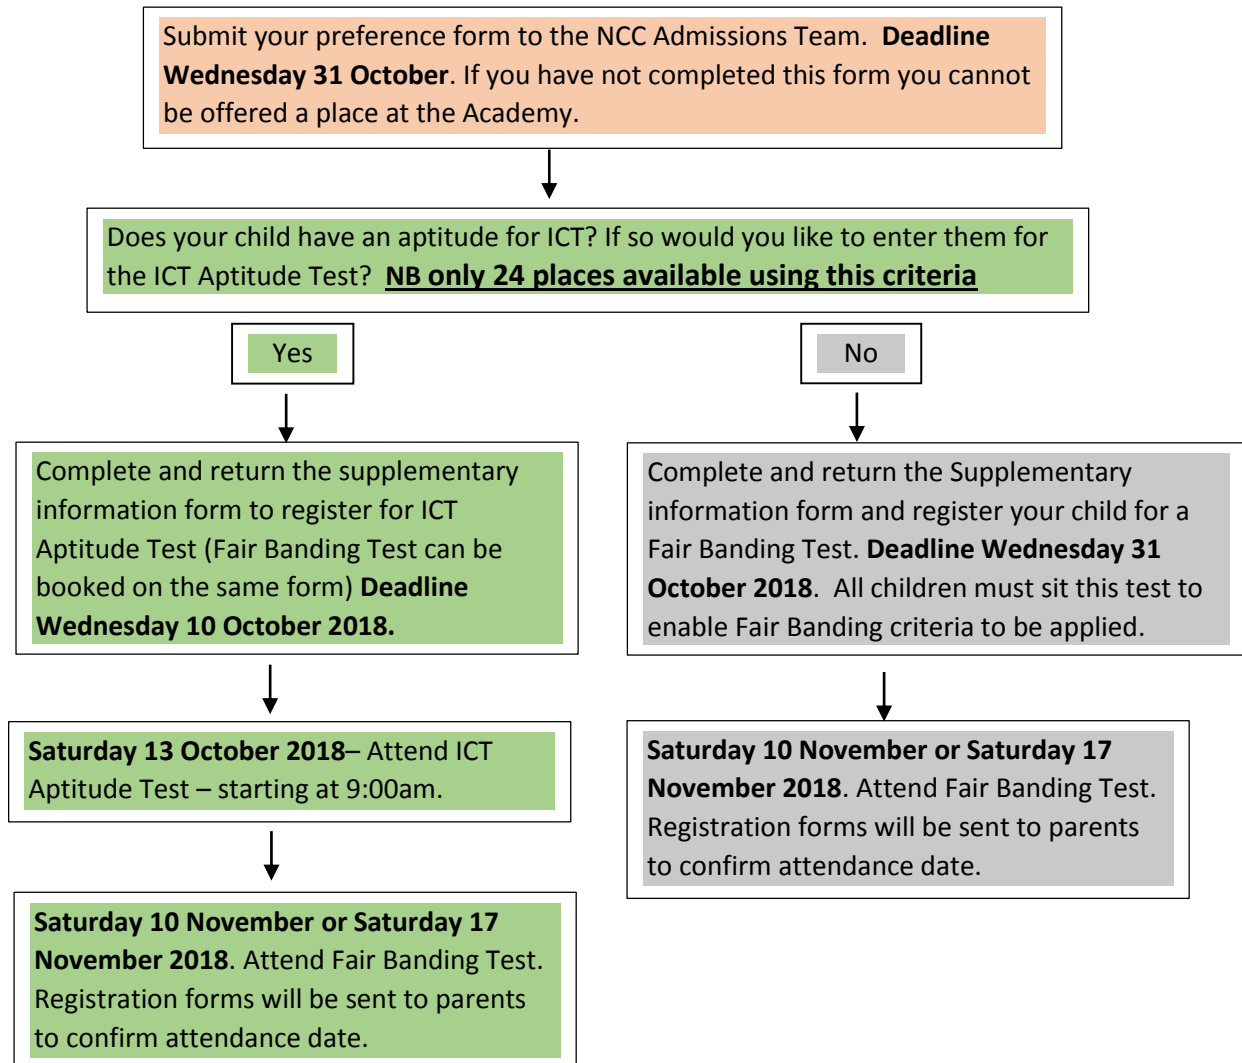 Submit your preference form to the NCC Admissions Team.  Deadline
Wednesday 31 October. If you have not completed this form you cannot
be offered a place at the Academy.
Does your child have an aptitude for ICT? If so would you like to enter them for
the ICT Aptitude Test?  NB only 24 places available using this criteria
Yes
No
Complete and return the supplementary
information form to register for ICT
Aptitude Test (Fair Banding Test can be
booked on the same form) Deadline
Wednesday 10 October 2018.
Complete and return the Supplementary
information form and register your child for a
Fair Banding Test. Deadline Wednesday 31
October 2018.  All children must sit this test to
enable Fair Banding criteria to be applied.
Saturday 13 October 2018– Attend ICT
Aptitude Test – starting at 9:00am.
Saturday 10 November or Saturday 17
November 2018. Attend Fair Banding Test.
Registration forms will be sent to parents
to confirm attendance date.
Saturday 10 November or Saturday 17
November 2018. Attend Fair Banding Test.
Registration forms will be sent to parents
to confirm attendance date.